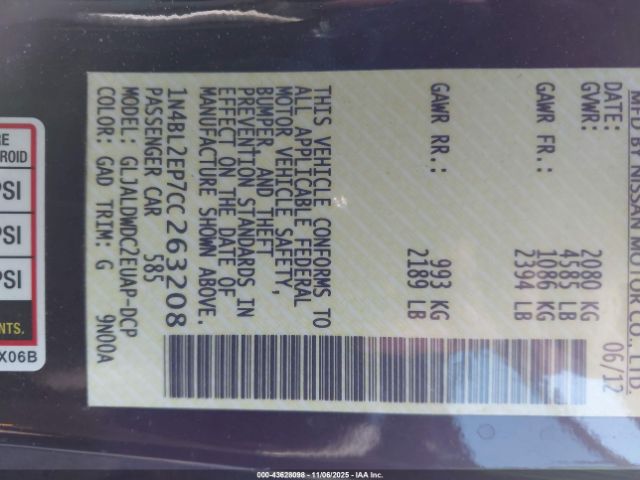 MFD BY NISSAN MOTOR CO., LTD
DATE: 06/12
GVWR: 2080 KG
4585 LB
GAWR FR.: 1086 KG
2394 LB
GAWR RR.: 993 KG
2189 LB
THIS VEHICLE CONFORMS TO
ALL APPLICABLE FEDERAL
MOTOR VEHICLE SAFETY,
BUMPER, AND THEFT
PREVENTION STANDARDS IN
EFFECT ON THE DATE OF
MANUFACTURE SHOWN ABOVE.
1N4BL2EP7CC263208
PASSENGER CAR 585
MODEL: GLJALDWDC2EUAP-DCP
COLOR: GAD TRIM: G 9N00A
ROID
PSI
PSI
PSI
X06B
000-43628098 - 11/06/2025 - IAA Inc.